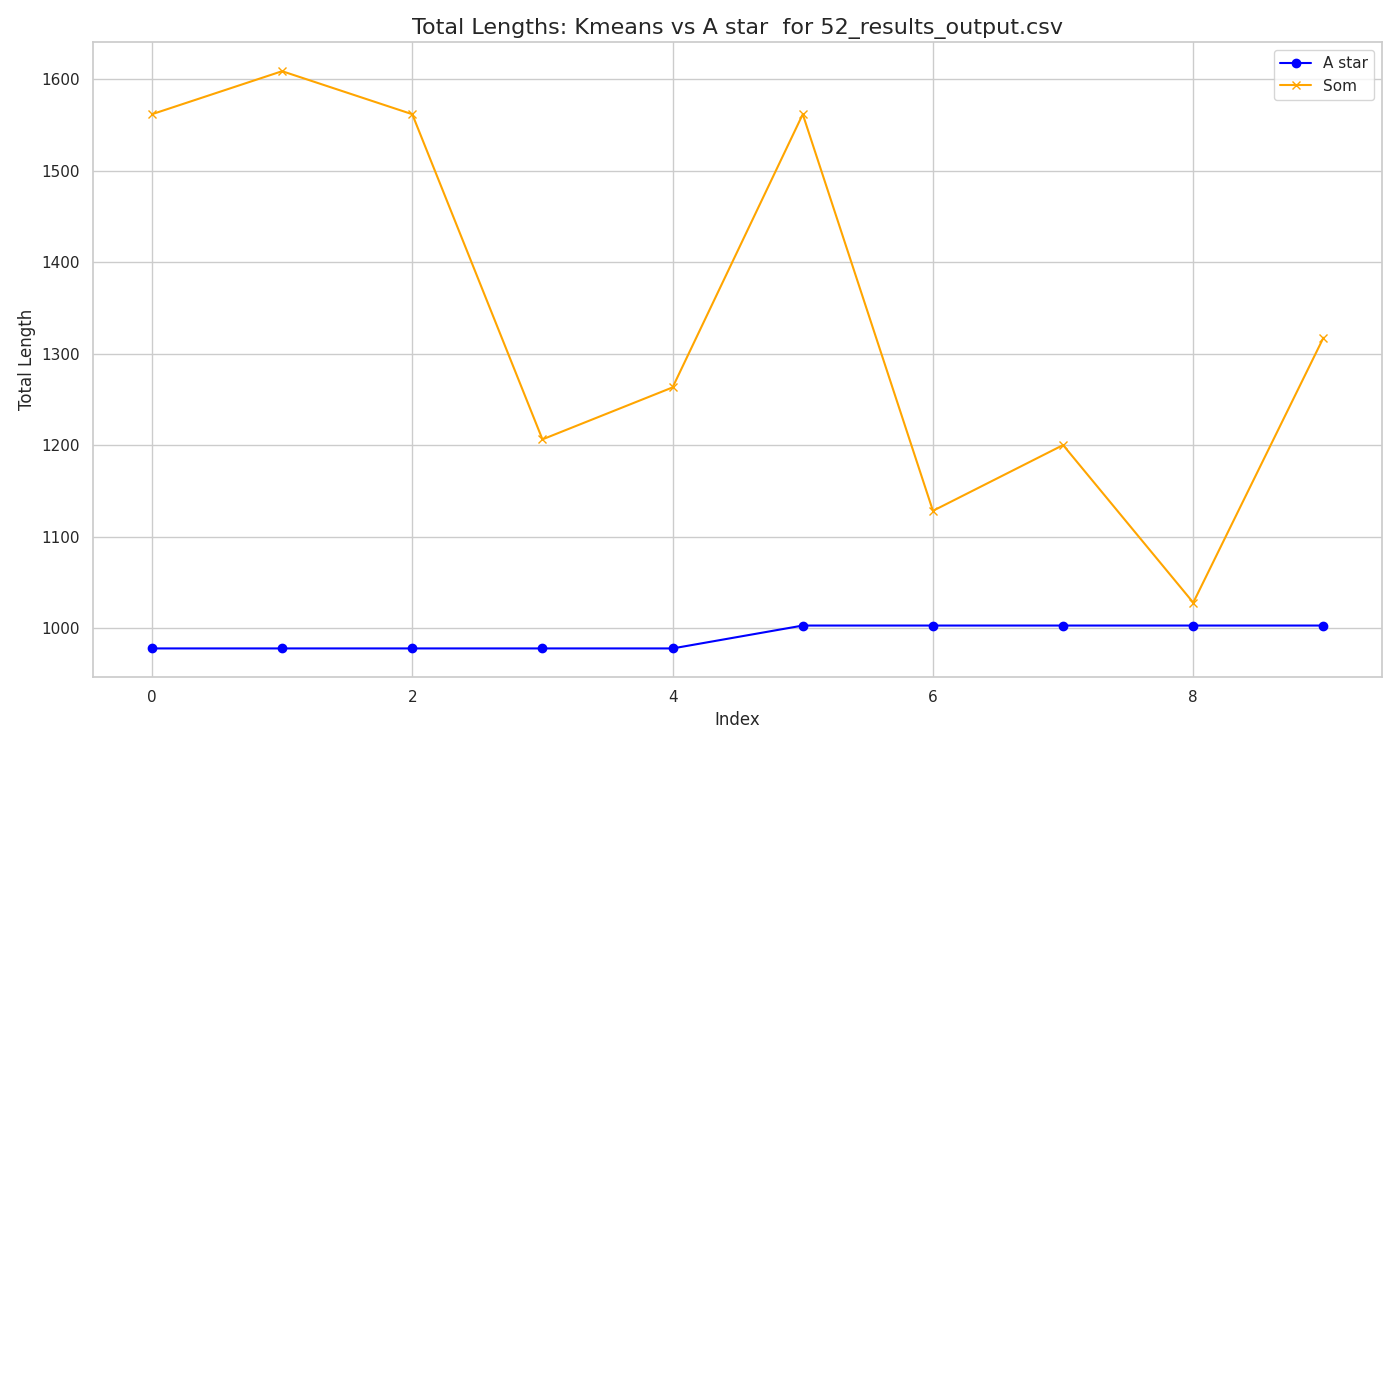 Total Lengths: Kmeans vs A star  for 52_results_output.csv
A star
Som
1600
1500
1400
1300
1200
1100
1000
Total Length
0
2
4
6
8
Index